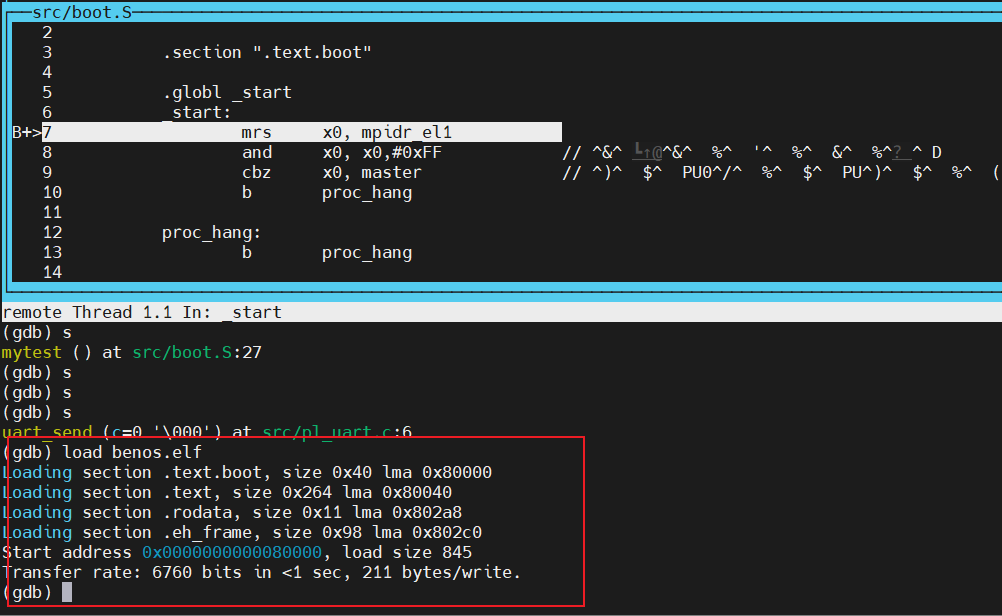 src/boot.S
2
3 .section ".text.boot"
4
5 .globl _start
6 _start:
B+>7 mrs x0, mpidr_el1
8 and x0, x0,#0xFF // ^&^ ^&^ %^ '^ %^ &^ %^? ^ D
9 cbz x0, master // ^)^ $^ PU0^/^ %^ $^ PU^)^ $^ %^ (
10 b proc_hang
11
12 proc_hang:
13 b proc_hang
14
remote Thread 1.1 In: _start
(gdb) s
mytest () at src/boot.S:27
(gdb) s
(gdb) s
(gdb) s
uart_send (c=0 '\000') at src/pl_uart.c:6
(gdb) load benos.elf
Loading section .text.boot, size 0x40 lma 0x80000
Loading section .text, size 0x264 lma 0x80040
Loading section .rodata, size 0x11 lma 0x802a8
Loading section .eh_frame, size 0x98 lma 0x802c0
Start address 0x0000000000080000, load size 845
Transfer rate: 6760 bits in <1 sec, 211 bytes/write.
(gdb)